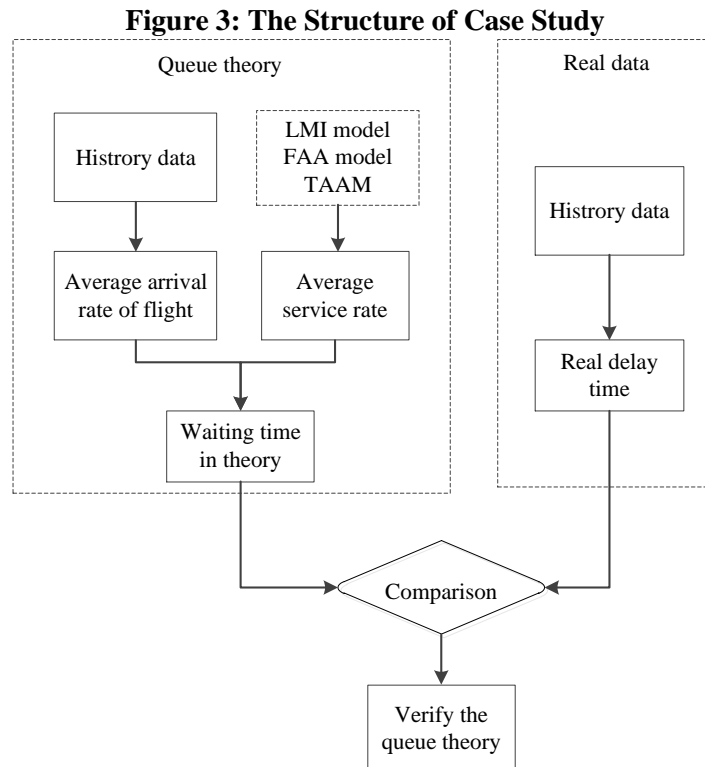 Figure 3: The Structure of Case Study
Queue theory
Histrory data
LMI model
FAA model
TAAM
Average arrival
rate of flight
Average
service rate
Waiting time
in theory
Real data
Histrory data
Real delay
time
Comparison
Verify the
queue theory